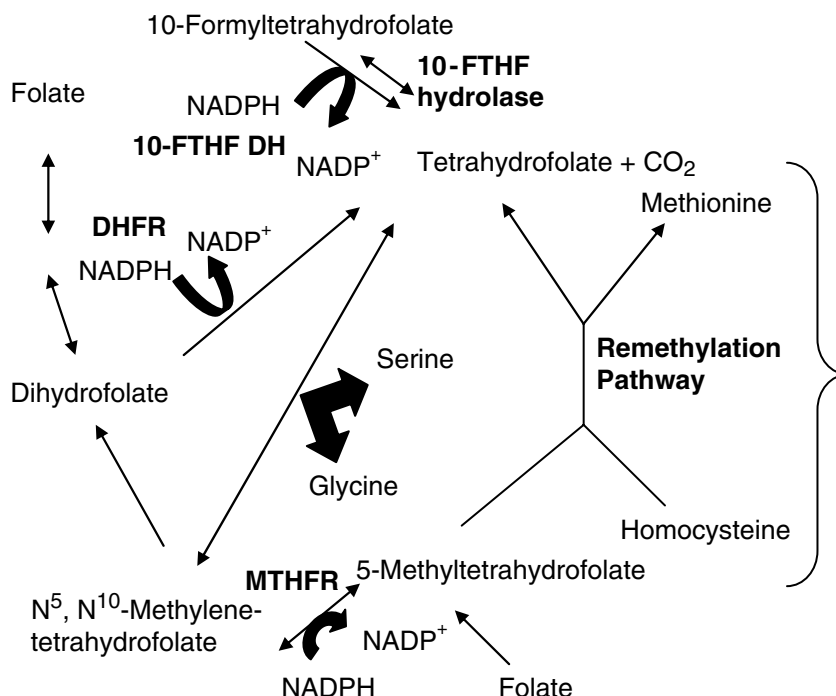 10-Formyltetrahydrofolate
10-FTHF
hydrolase
Folate
NADPH
10-FTHF DH
NADP⁺
Tetrahydrofolate + CO₂
Methionine
DHFR
NADP⁺
NADPH
Serine
Remethylation
Pathway
Dihydrofolate
Glycine
Homocysteine
MTHFR
5-Methyltetrahydrofolate
N⁵, N¹⁰-Methylene-
tetrahydrofolate
NADP⁺
NADPH
Folate